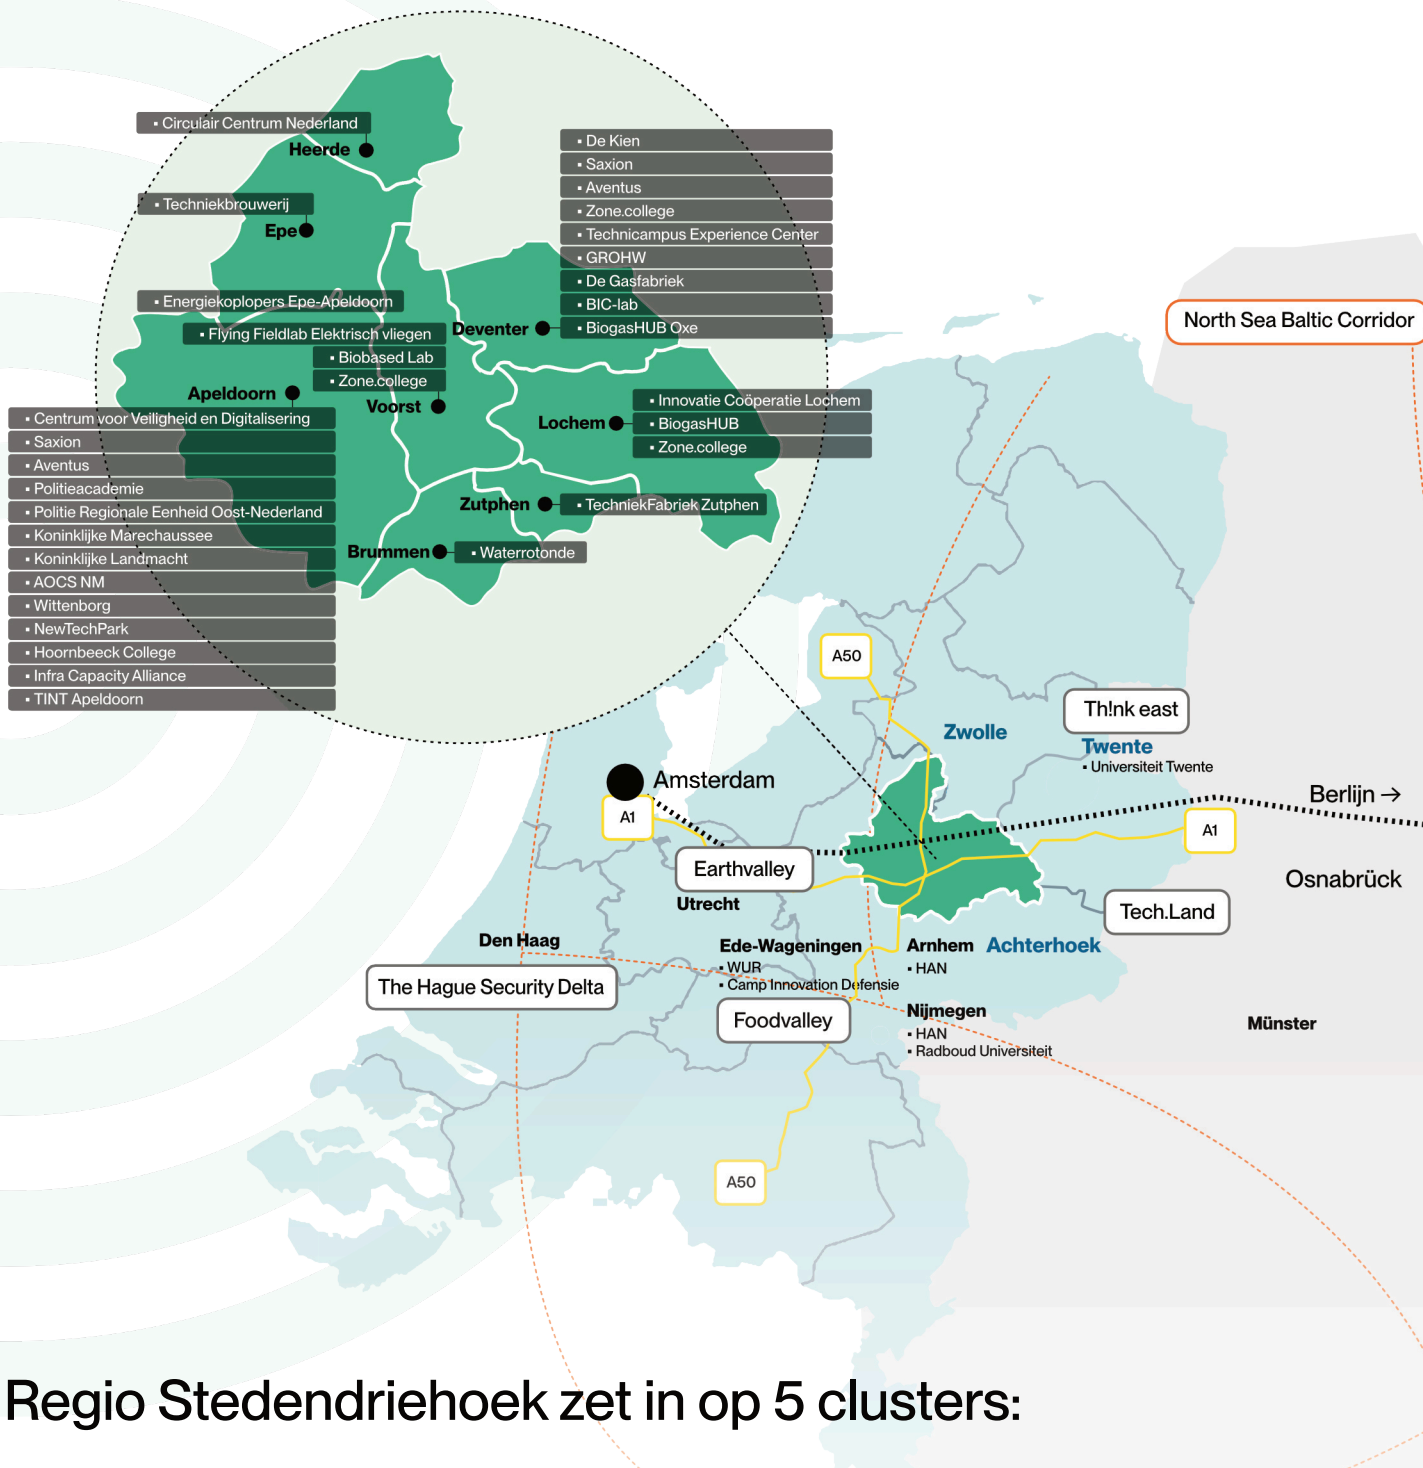 ▪ Circulair Centrum Nederland
Heerde
▪ Techniekbrouwerij
Epe
▪ Energiekoplopers Epe-Apeldoorn
▪ Flying Fieldlab Elektrisch vliegen
▪ Biobased Lab
▪ Zone.college
Voorst
Apeldoorn
▪ Centrum voor Veiligheid en Digitalisering
▪ Saxion
▪ Aventus
▪ Politieacademie
▪ Politie Regionale Eenheid Oost-Nederland
▪ Koninklijke Marechaussee
▪ Koninklijke Landmacht
▪ AOCS NM
▪ Wittenborg
▪ NewTechPark
▪ Hoornbeeck College
▪ Infra Capacity Alliance
▪ TINT Apeldoorn
▪ De Kien
▪ Saxion
▪ Aventus
▪ Zone.college
▪ Technicampus Experience Center
▪ GROHW
▪ De Gasfabriek
▪ BIC-lab
▪ BiogasHUB Oxe
Deventer
Lochem
▪ Innovatie Coöperatie Lochem
▪ BiogasHUB
▪ Zone.college
Zutphen
▪ TechniekFabriek Zutphen
Brummen
▪ Waterrotonde
North Sea Baltic Corridor
A50
Th!nk east
Zwolle
Twente
▪ Universiteit Twente
Amsterdam
A1
Berlijn →
A1
Earthvalley
Utrecht
Osnabrück
Tech.Land
Den Haag
The Hague Security Delta
Ede-Wageningen
▪ WUR
▪ Camp Innovation Defensie
Foodvalley
Arnhem
▪ HAN
Achterhoek
Nijmegen
▪ HAN
▪ Radboud Universiteit
Münster
A50
Regio Stedendriehoek zet in op 5 clusters: